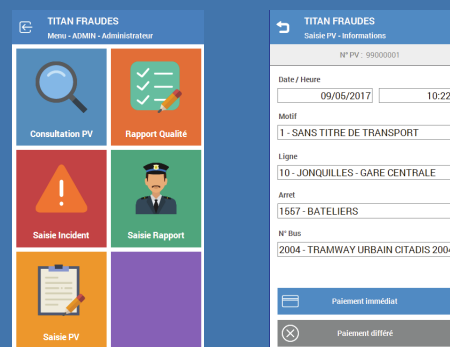 TITAN FRAUDES
Menu - ADMIN - Administrateur
Consultation PV
Rapport Qualité
Saisie Incident
Saisie Rapport
Saisie PV
TITAN FRAUDES
Saisie PV - Informations
N° PV : 99000001
Date / Heure
09/05/2017 10:22
Motif
1 - SANS TITRE DE TRANSPORT
Ligne
10 - JONQUILLES - GARE CENTRALE
Arret
1557 - BATELIERS
N° Bus
2004 - TRAMWAY URBAIN CITADIS 2004
Paiement immédiat
Paiement différé